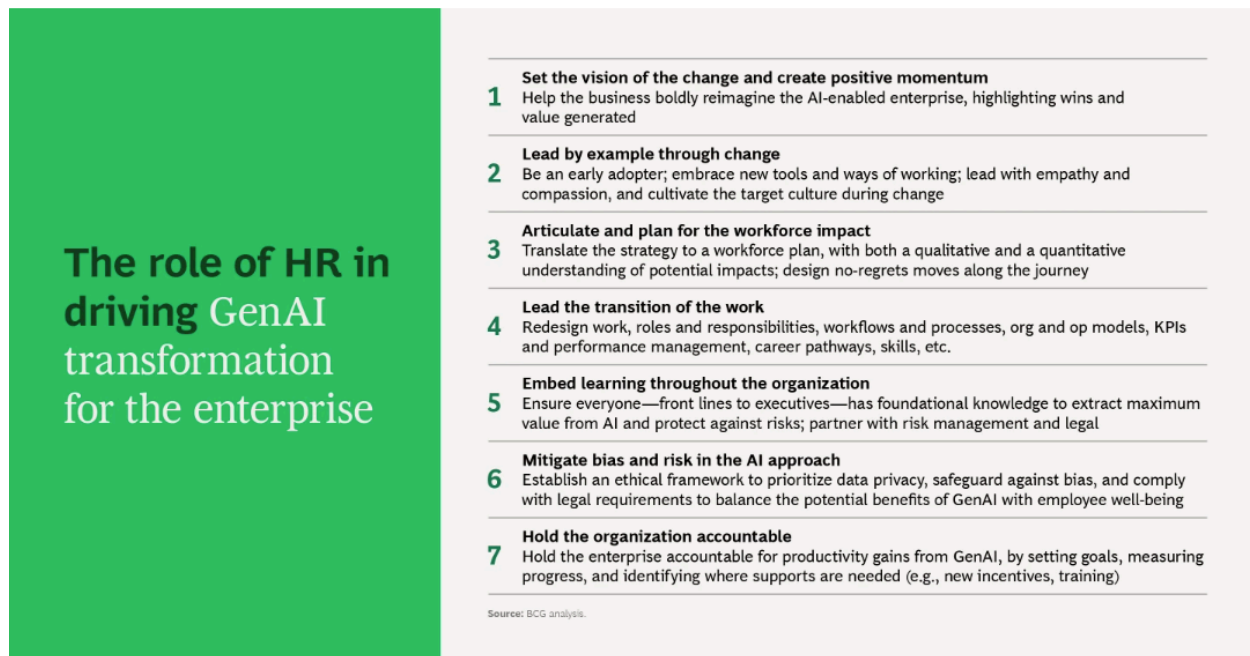 The role of HR in
driving GenAI
transformation
for the enterprise
1
Set the vision of the change and create positive momentum
Help the business boldly reimagine the AI-enabled enterprise, highlighting wins and
value generated
2
Lead by example through change
Be an early adopter; embrace new tools and ways of working; lead with empathy and
compassion, and cultivate the target culture during change
3
Articulate and plan for the workforce impact
Translate the strategy to a workforce plan, with both a qualitative and a quantitative
understanding of potential impacts; design no-regrets moves along the journey
4
Lead the transition of the work
Redesign work, roles and responsibilities, workflows and processes, org and op models, KPIs
and performance management, career pathways, skills, etc.
5
Embed learning throughout the organization
Ensure everyone—front lines to executives—has foundational knowledge to extract maximum
value from AI and protect against risks; partner with risk management and legal
6
Mitigate bias and risk in the AI approach
Establish an ethical framework to prioritize data privacy, safeguard against bias, and comply
with legal requirements to balance the potential benefits of GenAI with employee well-being
7
Hold the organization accountable
Hold the enterprise accountable for productivity gains from GenAI, by setting goals, measuring
progress, and identifying where supports are needed (e.g., new incentives, training)
Source: BCG analysis.